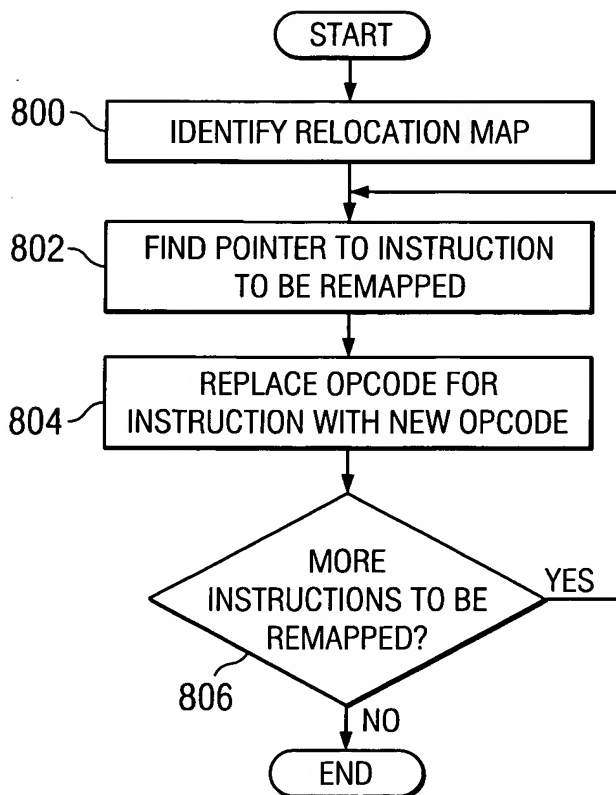 START
800
IDENTIFY RELOCATION MAP
802
FIND POINTER TO INSTRUCTION
TO BE REMAPPED
804
REPLACE OPCODE FOR
INSTRUCTION WITH NEW OPCODE
MORE
INSTRUCTIONS TO BE
REMAPPED?
YES
806
NO
END